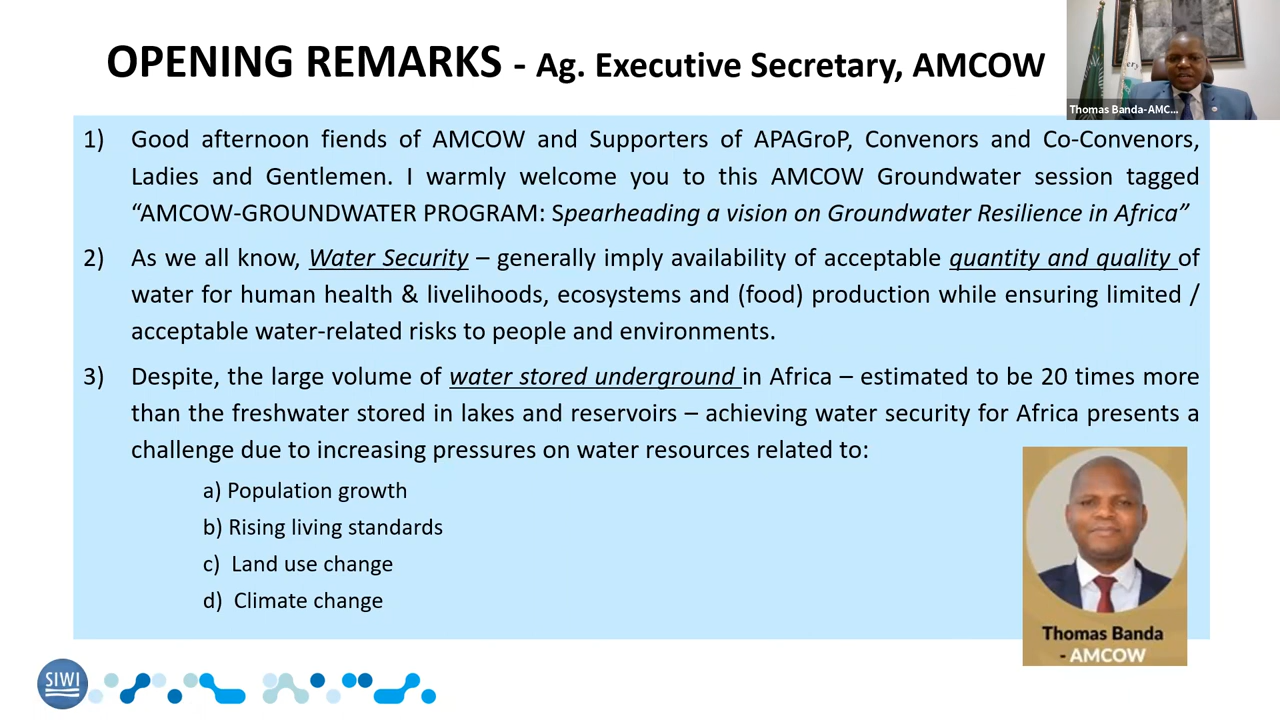 OPENING REMARKS - Ag. Executive Secretary, AMCOW
Thomas Banda-AMC...
1) Good afternoon fiends of AMCOW and Supporters of APAGroP, Convenors and Co-Convenors,
Ladies and Gentlemen. I warmly welcome you to this AMCOW Groundwater session tagged
“AMCOW-GROUNDWATER PROGRAM: Spearheading a vision on Groundwater Resilience in Africa”
2) As we all know, Water Security – generally imply availability of acceptable quantity and quality of
water for human health & livelihoods, ecosystems and (food) production while ensuring limited /
acceptable water-related risks to people and environments.
3) Despite, the large volume of water stored underground in Africa – estimated to be 20 times more
than the freshwater stored in lakes and reservoirs – achieving water security for Africa presents a
challenge due to increasing pressures on water resources related to:
a) Population growth
b) Rising living standards
c) Land use change
d) Climate change
Thomas Banda
- AMCOW
SIWI